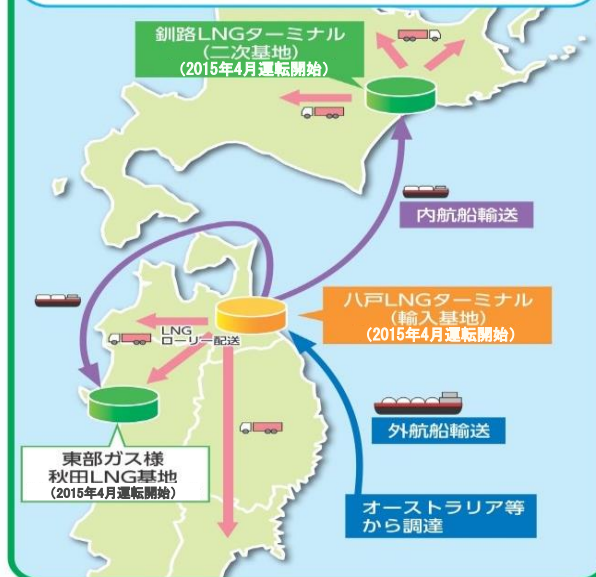 釧路LNGターミナル
(二次基地)
(2015年4月運転開始)
内航船輸送
八戸LNGターミナル
(輸入基地)
(2015年4月運転開始)
LNG
ローリー配送
外航船輸送
東部ガス様
秋田LNG基地
(2015年4月運転開始)
オーストラリア等
から調達